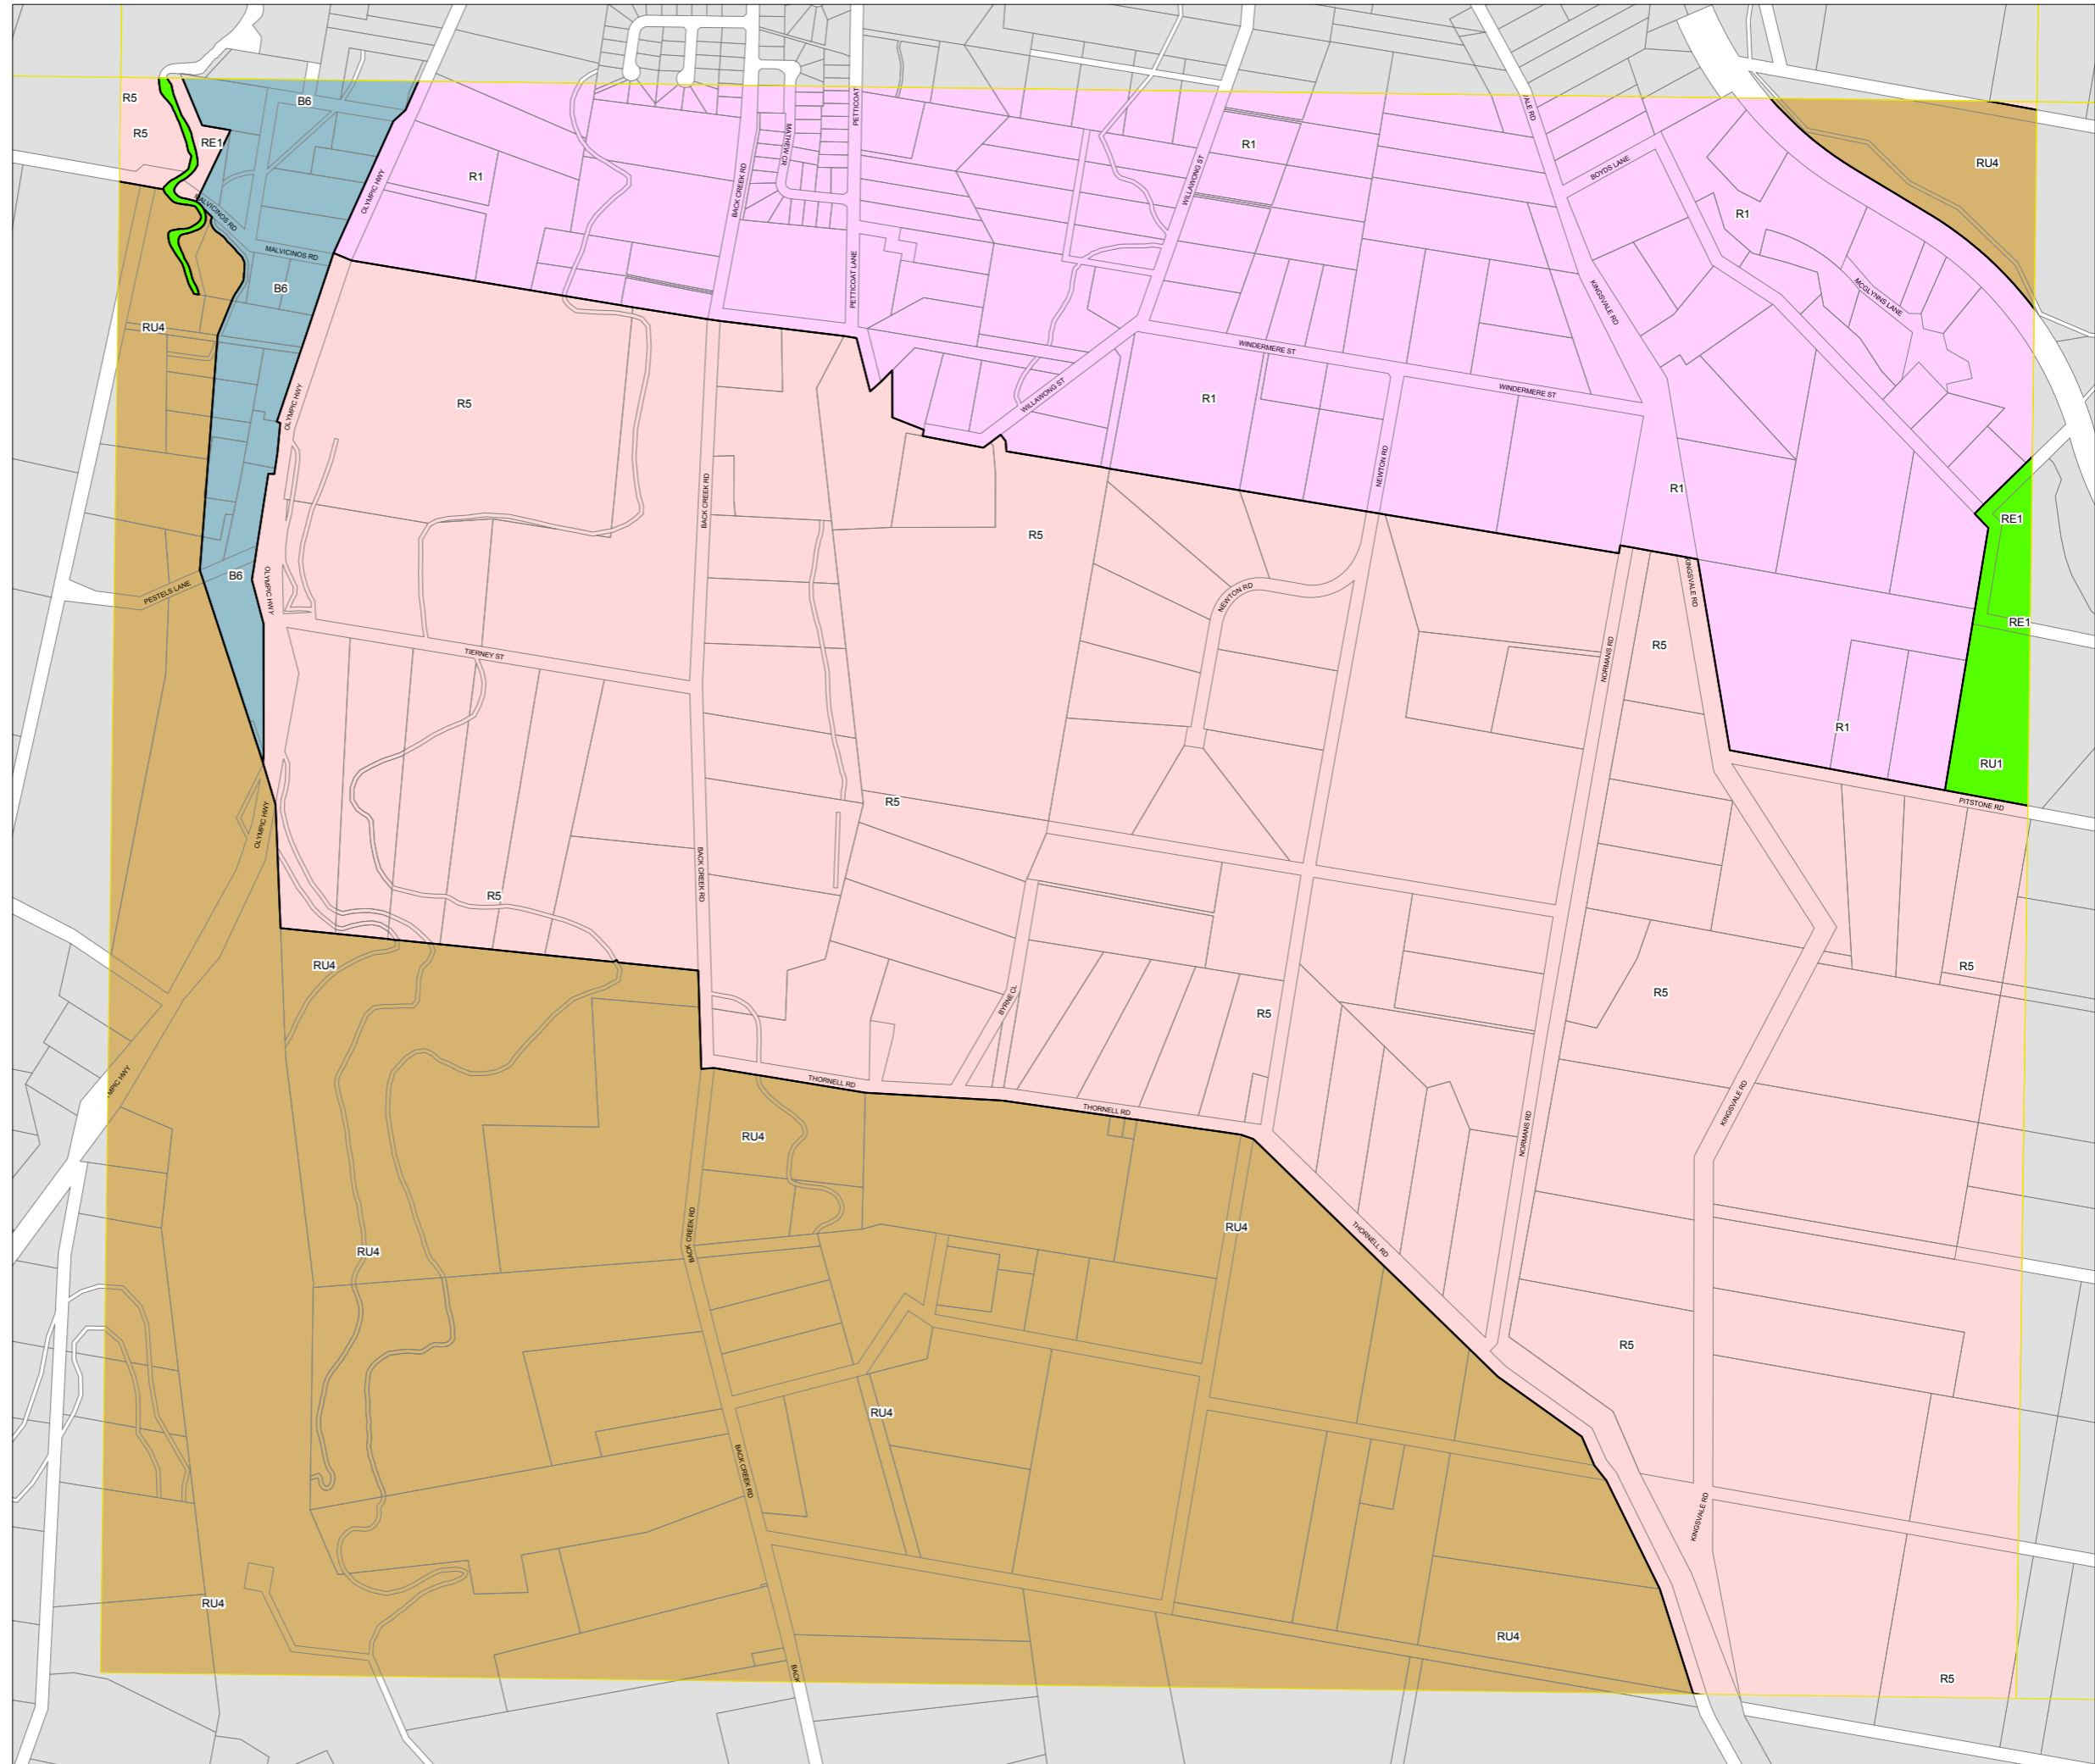 R5
B6
R5
RE1
MATHEW CR
PETTICOAT
R1
RU4
BOYDS LANE
R1
OLYMPIC HWY
BACK CREEK RD
WILLAWONG ST
R1
MALVICINOS RD
PETTICOAT LANE
B6
KINGSVALE RD
MCGLYNNS LANE
RU4
WINDERMERE ST
WINDERMERE ST
R5
OLYMPIC HWY
WILLAWONG ST
R1
NEWTON RD
R1
BACK CREEK RD
RE1
R5
B6
OLYMPIC HWY
PESTELS LANE
NEWTON RD
KINGSVALE RD
RE1
TIERNEY ST
NORMANS RD
R5
R1
RU1
PITSTONE RD
R5
OLYMPIC HWY
BACK CREEK RD
R5
RU4
R5
R5
BYRNE CL
R5
THORNELL RD
THORNELL RD
KINGSVALE RD
RU4
NORMANS RD
BACK CREEK RD
RU4
THORNELL RD
RU4
R5
RU4
BACK CREEK RD
KINGSVALE RD
RU4
RU4
BACK
R5